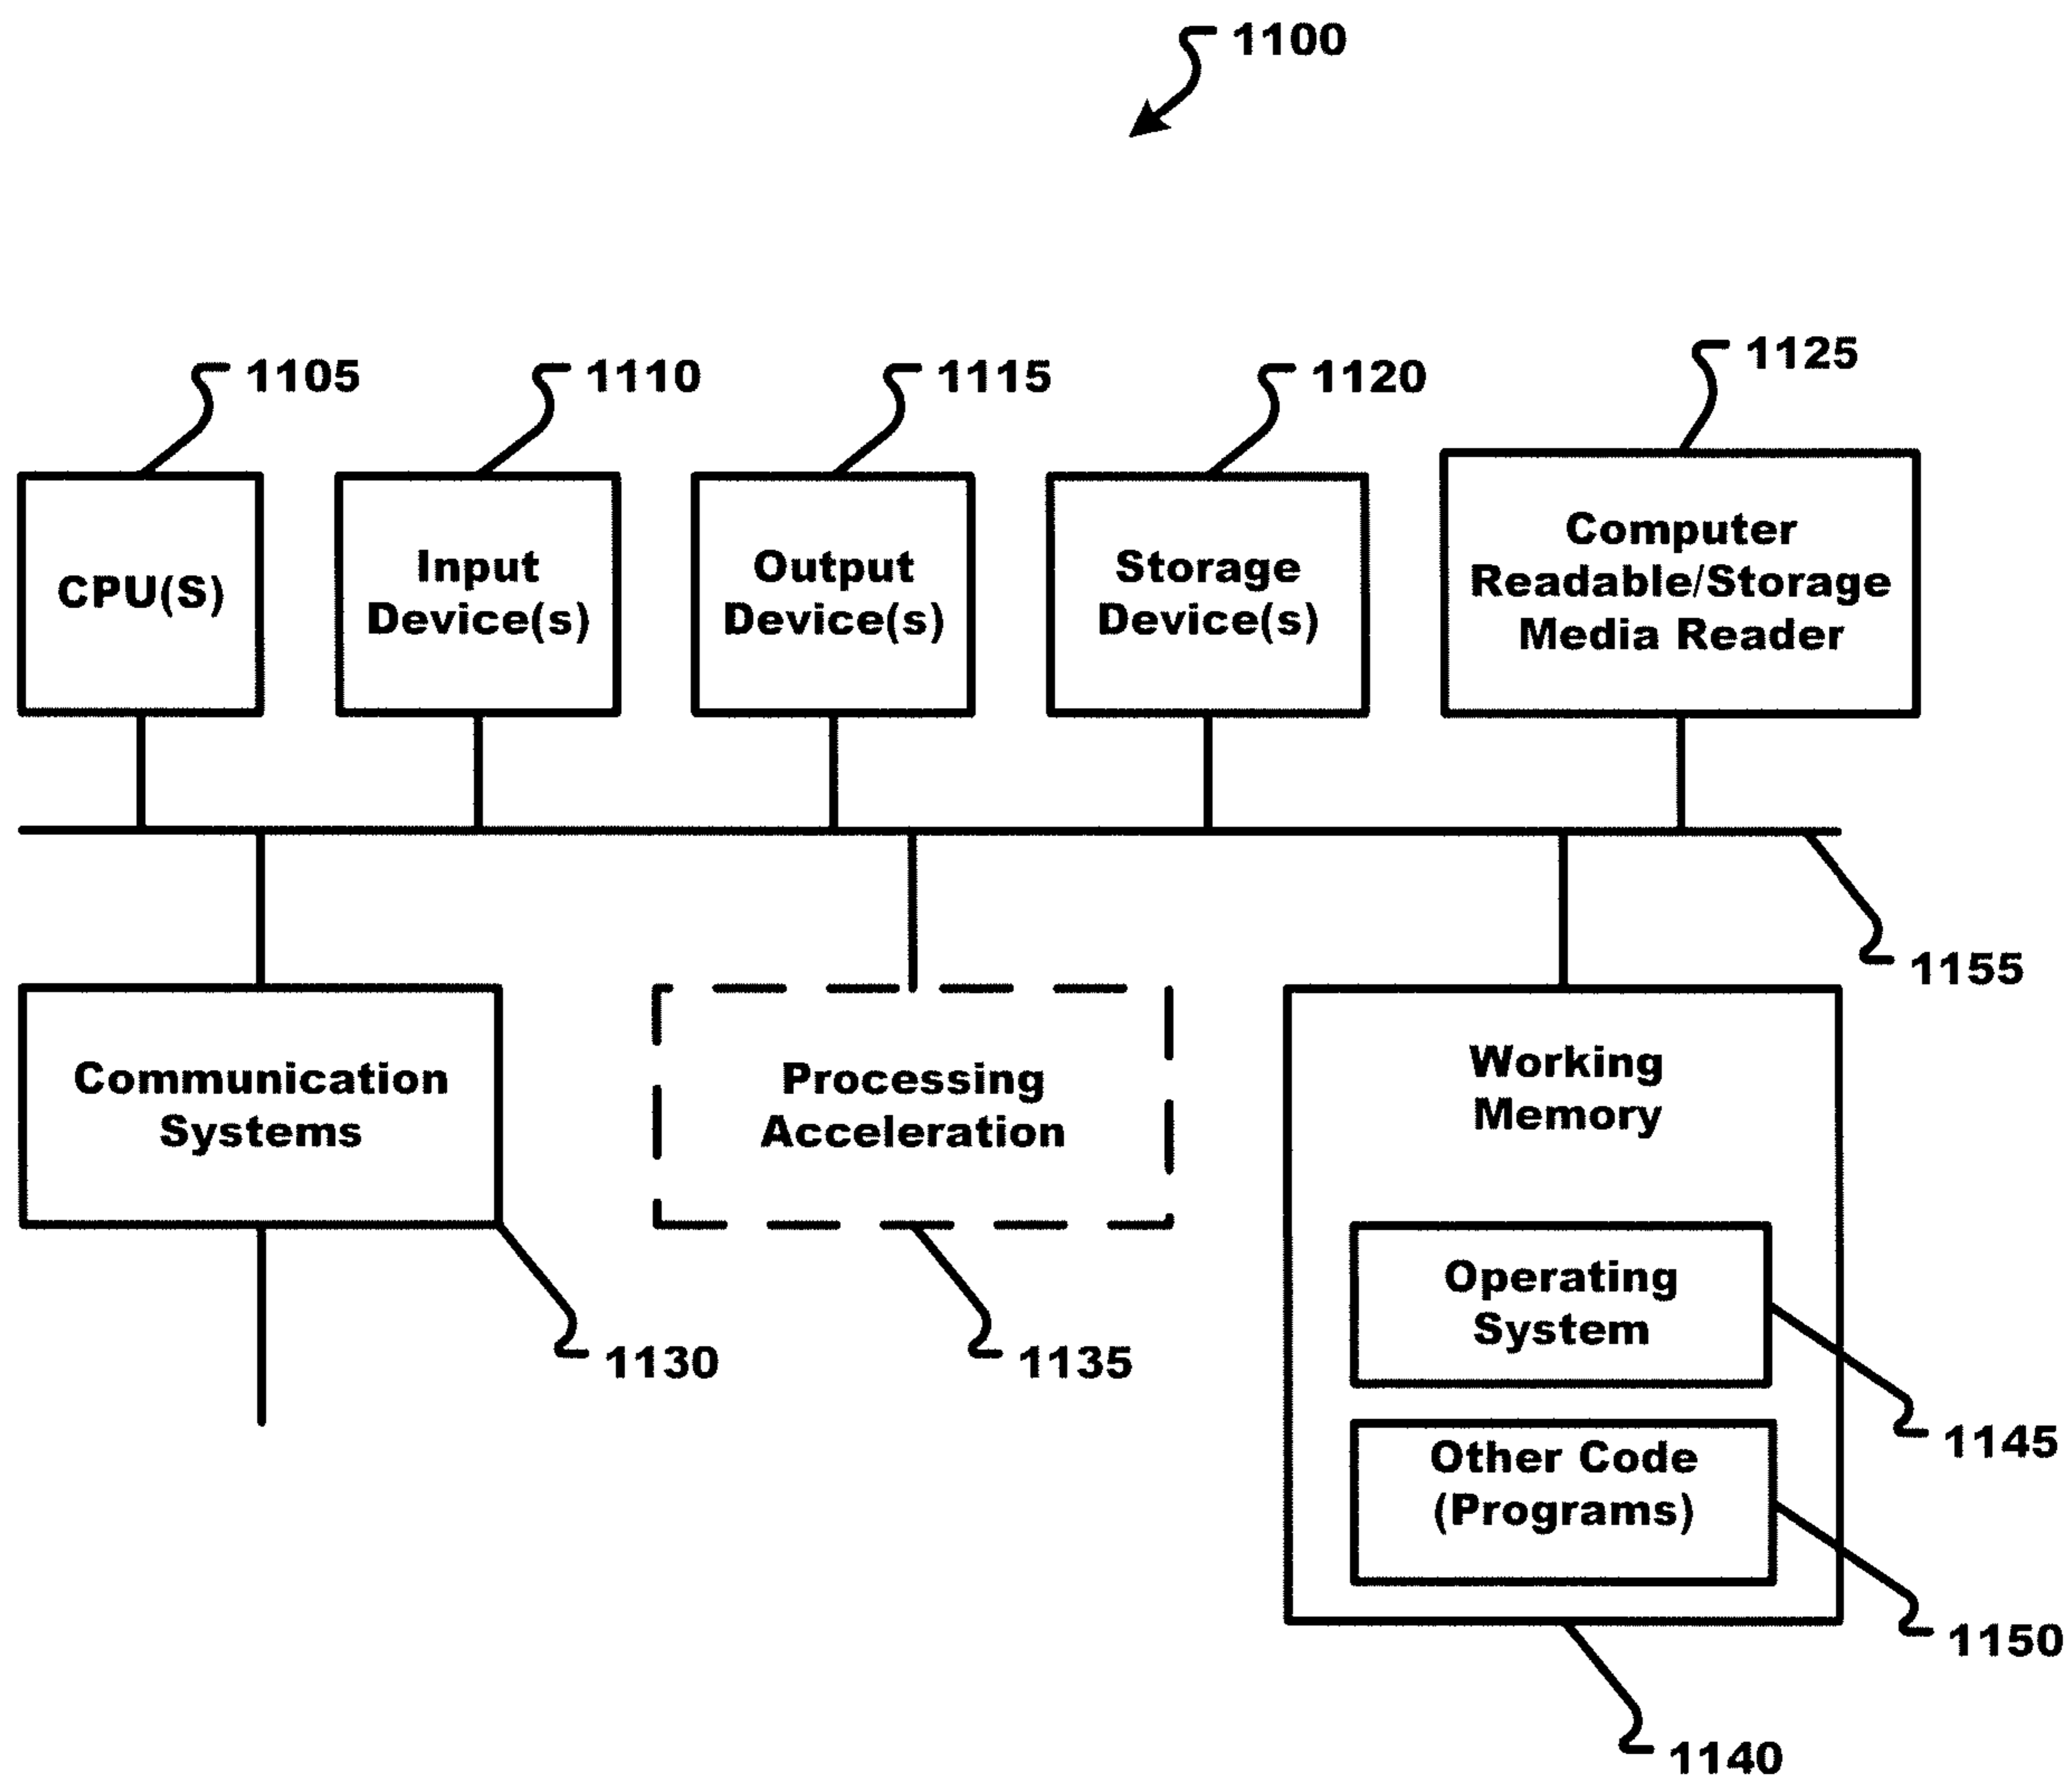 1100
1105
1110
1115
1120
1125
CPU(S)
Input
Device(s)
Output
Device(s)
Storage
Device(s)
Computer
Readable/Storage
Media Reader
1155
Communication
Systems
Processing
Acceleration
Working
Memory
Operating
System
1130
1135
1145
Other Code
(Programs)
1150
1140